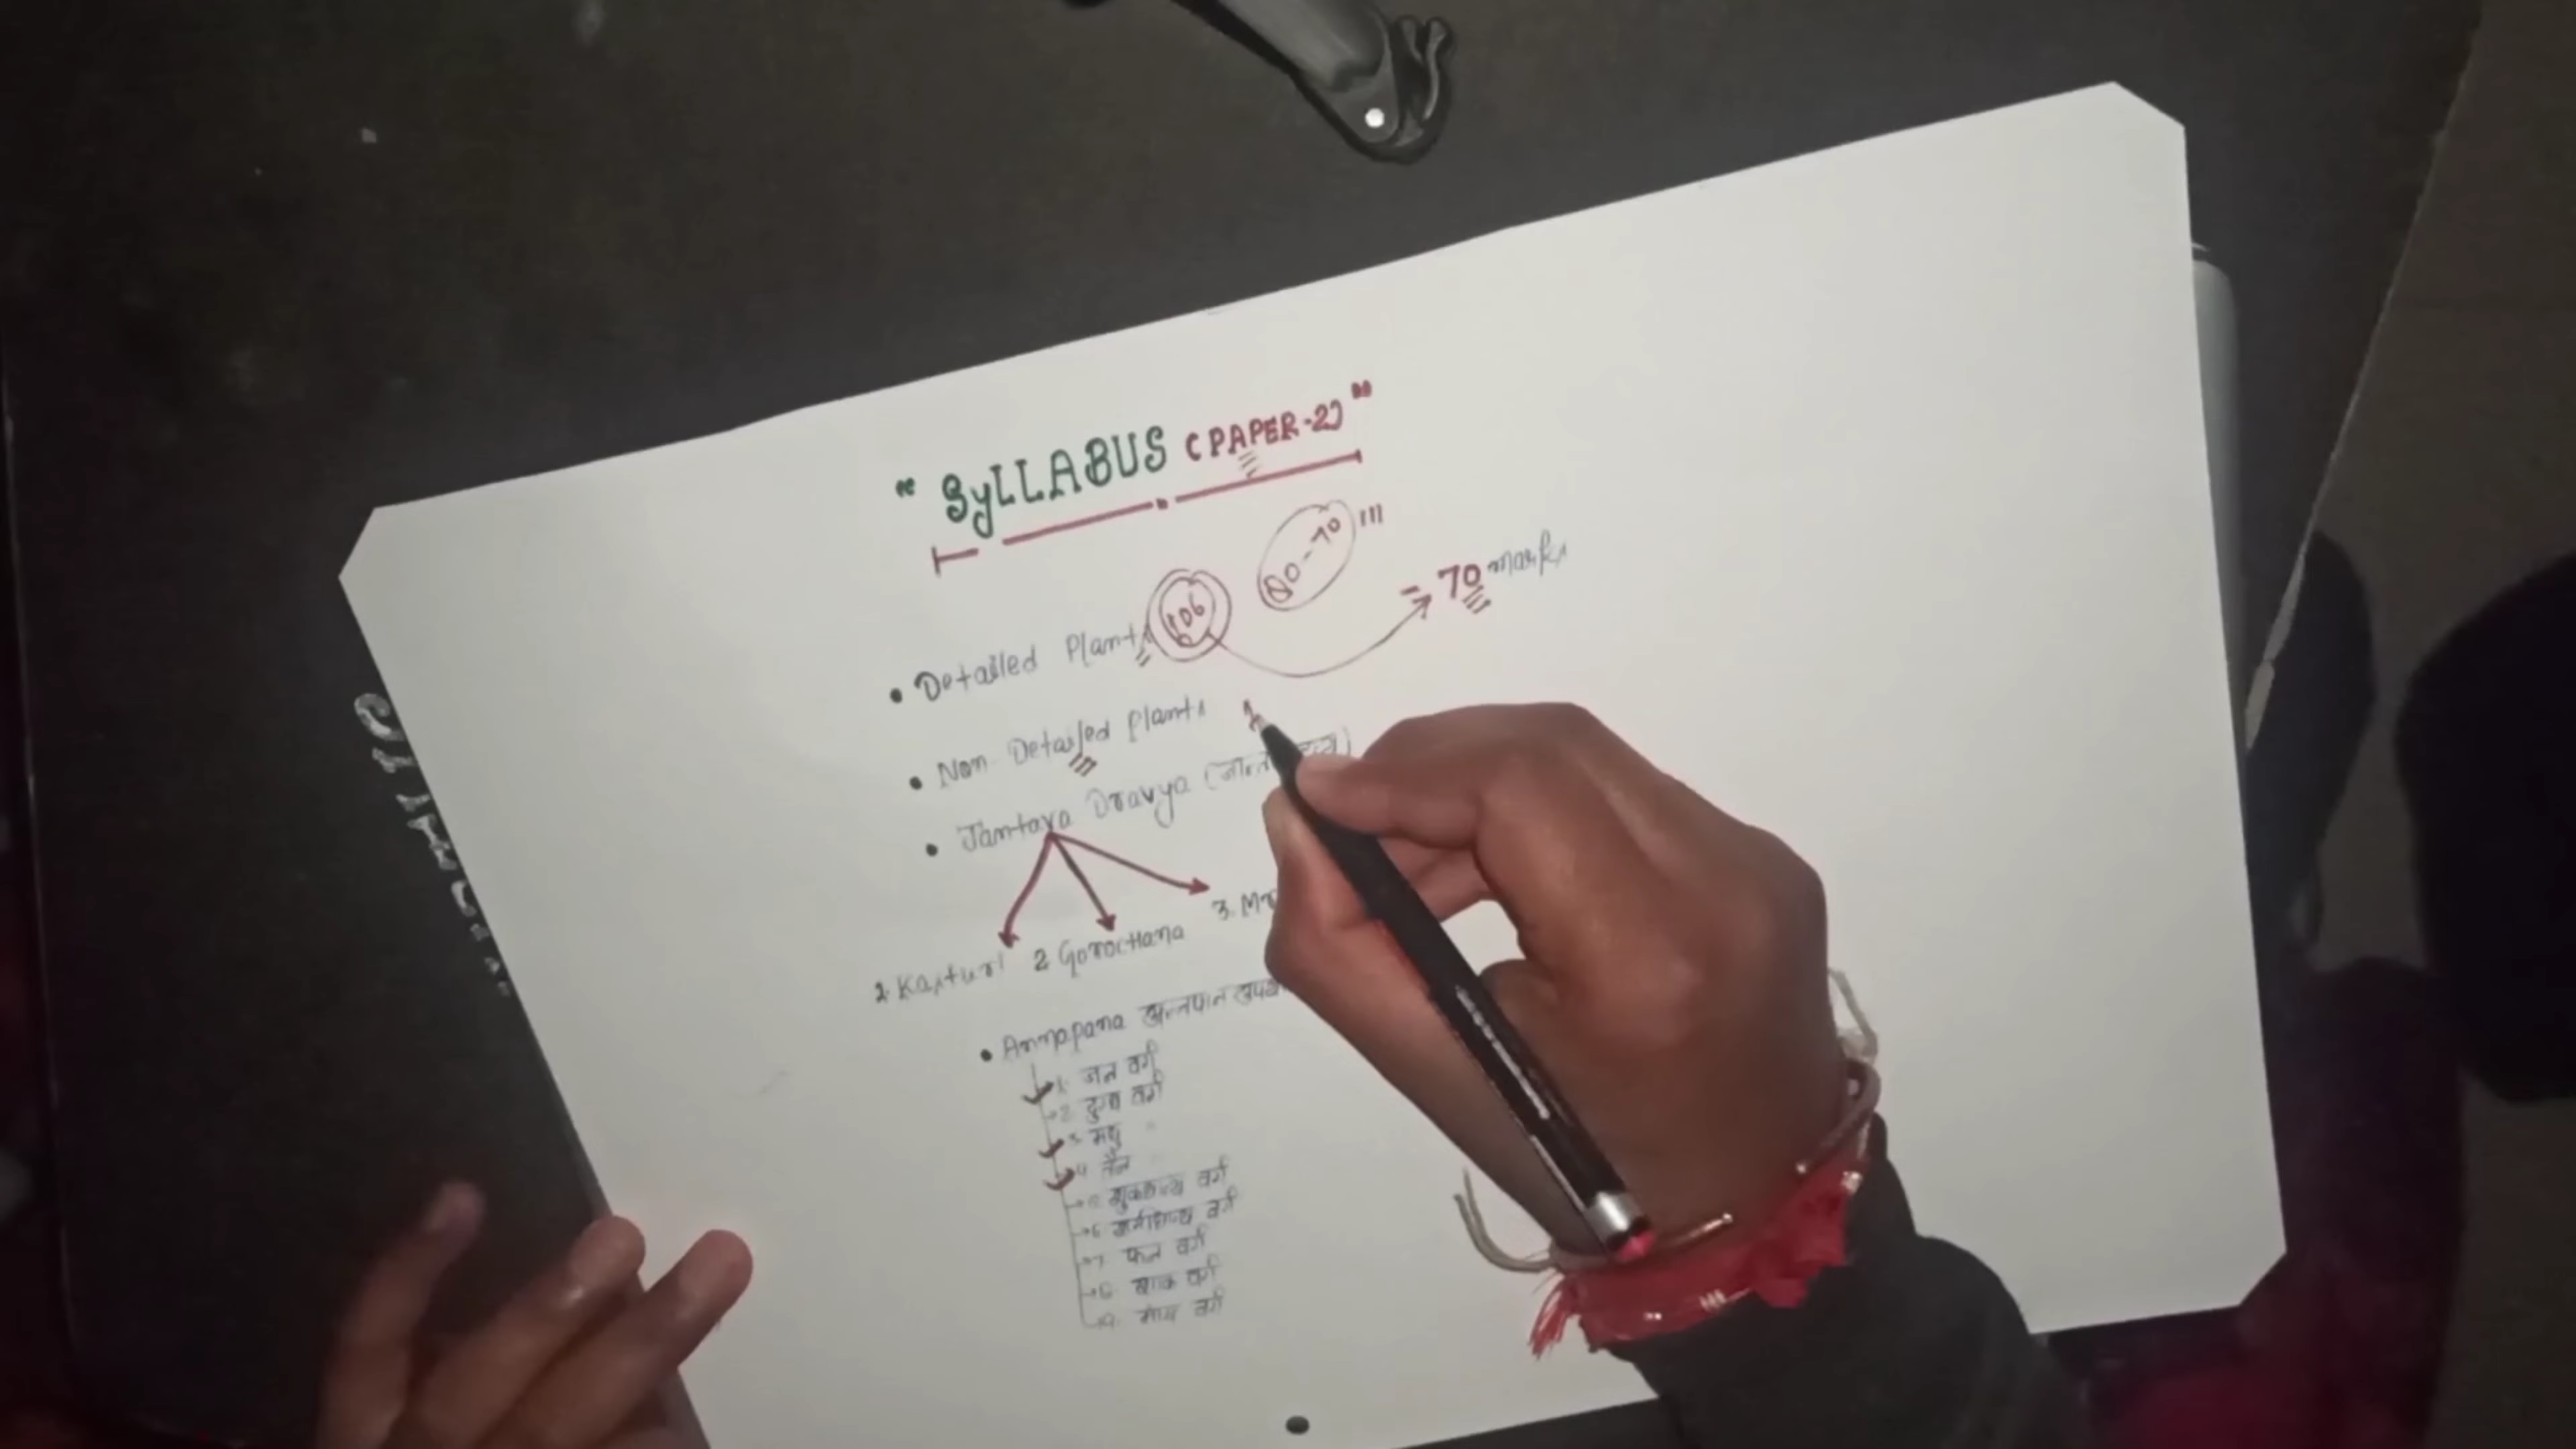 " SyLLABUS (PAPER-2) "
80-70
• Detailed Plants 106 = 70 marks
• Non-Detailed Plants
• Jantava Dravya
1. Kasturi 2 Gorochana 3.
• Annapana अन्नपान
1. जल वर्ग
2. दुग्ध वर्ग
3. मधु "
4. तैल "
5. शुकधान्य वर्ग
6. शमीधान्य वर्ग
7. फल वर्ग
8. शाक वर्ग
9. मांस वर्ग